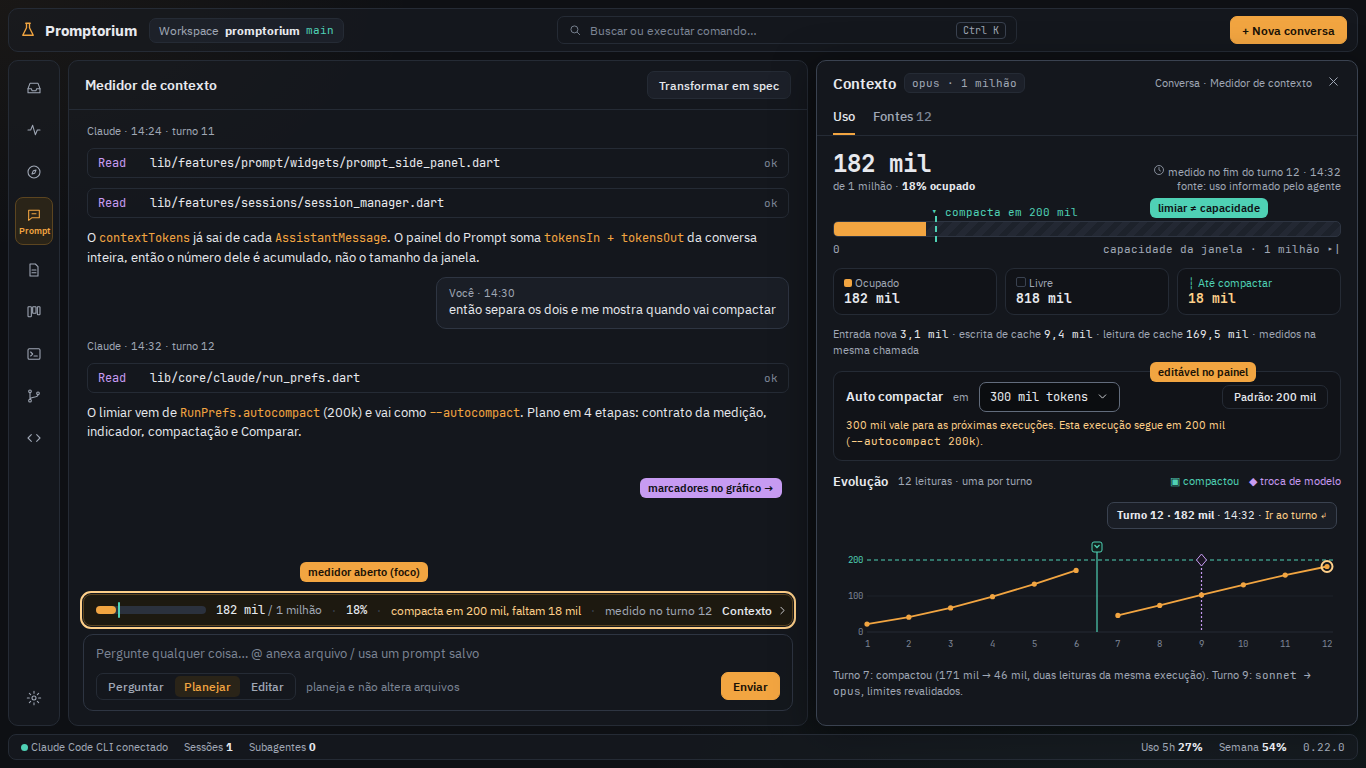 Promptorium
Workspace promptorium main
Buscar ou executar comando...
Ctrl K
+ Nova conversa
Prompt
Medidor de contexto
Transformar em spec
Claude · 14:24 · turno 11
Read lib/features/prompt/widgets/prompt_side_panel.dart ok
Read lib/features/sessions/session_manager.dart ok
O contextTokens já sai de cada AssistantMessage. O painel do Prompt soma tokensIn + tokensOut da conversa
inteira, então o número dele é acumulado, não o tamanho da janela.
Você · 14:30
então separa os dois e me mostra quando vai compactar
Claude · 14:32 · turno 12
Read lib/core/claude/run_prefs.dart ok
O limiar vem de RunPrefs.autocompact (200k) e vai como --autocompact. Plano em 4 etapas: contrato da medição,
indicador, compactação e Comparar.
marcadores no gráfico →
medidor aberto (foco)
182 mil / 1 milhão · 18% · compacta em 200 mil, faltam 18 mil · medido no turno 12 Contexto >
Pergunte qualquer coisa... @ anexa arquivo / usa um prompt salvo
Perguntar Planejar Editar planeja e não altera arquivos
Enviar
Contexto opus · 1 milhão
Conversa · Medidor de contexto
Uso Fontes 12
182 mil
de 1 milhão · 18% ocupado
medido no fim do turno 12 · 14:32
fonte: uso informado pelo agente
compacta em 200 mil
limiar ≠ capacidade
0
capacidade da janela · 1 milhão
Ocupado
182 mil
Livre
818 mil
Até compactar
18 mil
Entrada nova 3,1 mil · escrita de cache 9,4 mil · leitura de cache 169,5 mil · medidos na
mesma chamada
editável no painel
Auto compactar em 300 mil tokens
Padrão: 200 mil
300 mil vale para as próximas execuções. Esta execução segue em 200 mil
(--autocompact 200k).
Evolução 12 leituras · uma por turno
compactou
troca de modelo
Turno 12 · 182 mil · 14:32 · Ir ao turno
200
100
0
1 2 3 4 5 6 7 8 9 10 11 12
Turno 7: compactou (171 mil → 46 mil, duas leituras da mesma execução). Turno 9: sonnet →
opus, limites revalidados.
Claude Code CLI conectado
Sessões 1
Subagentes 0
Uso 5h 27%
Semana 54%
0.22.0